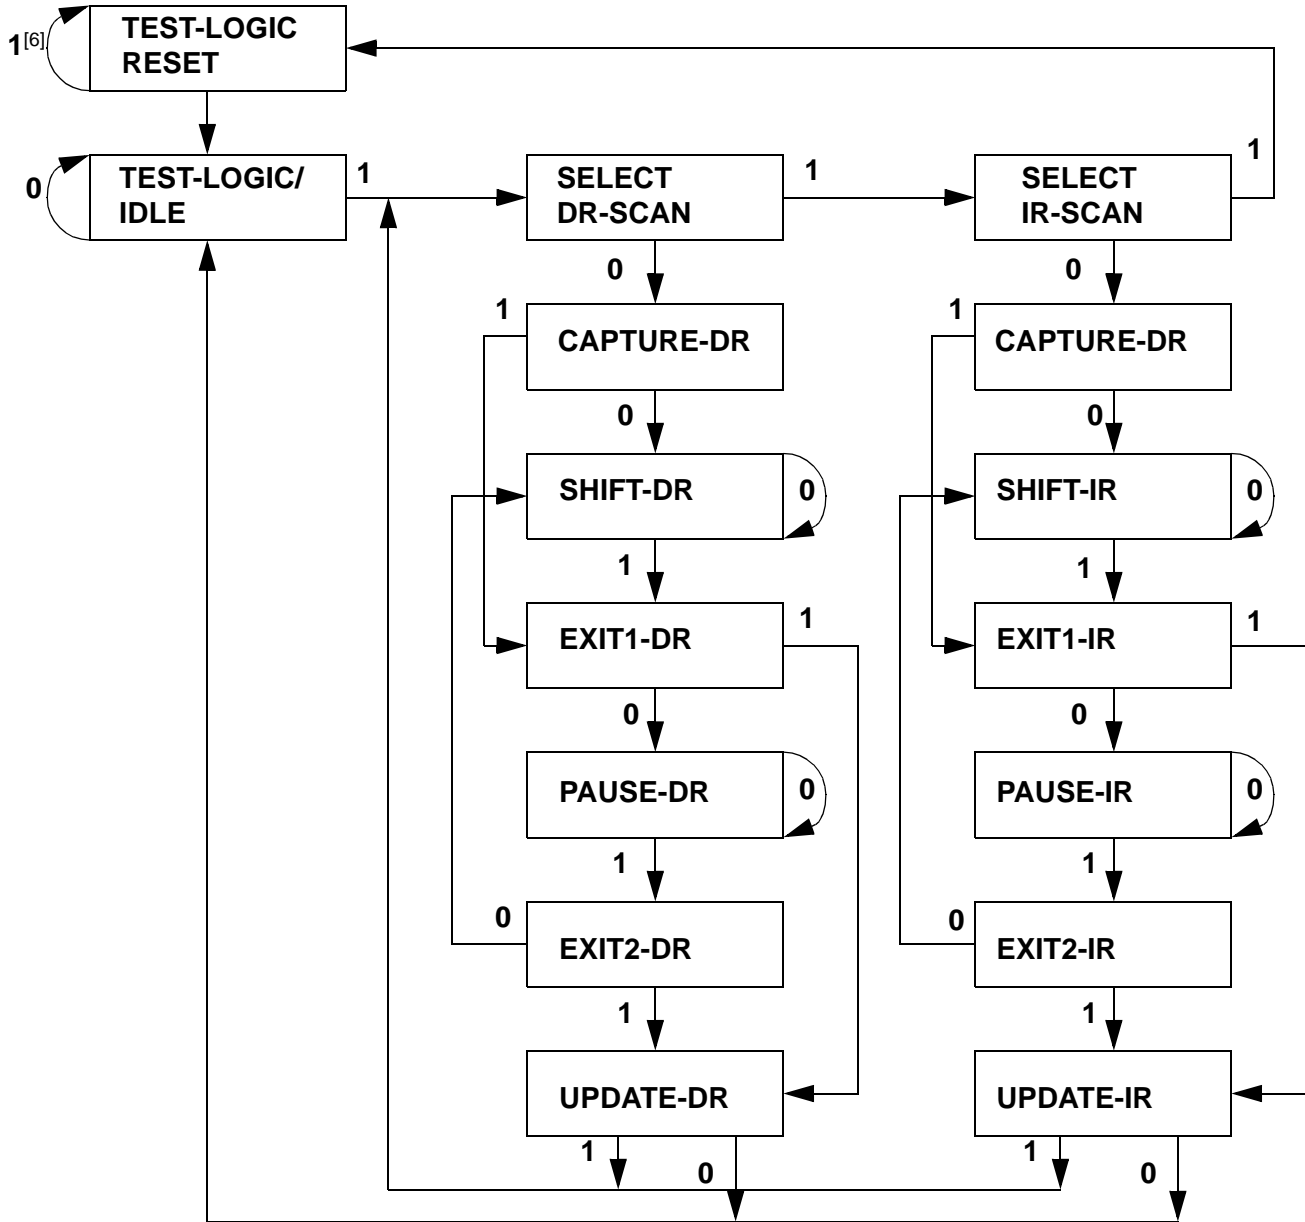 TEST-LOGIC
RESET
1[6]
TEST-LOGIC/
IDLE
0
1
SELECT
DR-SCAN
1
SELECT
IR-SCAN
1
0
0
1
CAPTURE-DR
1
CAPTURE-DR
0
0
SHIFT-DR
0
SHIFT-IR
0
1
1
EXIT1-DR
1
EXIT1-IR
1
0
0
PAUSE-DR
0
PAUSE-IR
0
1
1
0
EXIT2-DR
0
EXIT2-IR
1
1
UPDATE-DR
UPDATE-IR
1
0
1
0